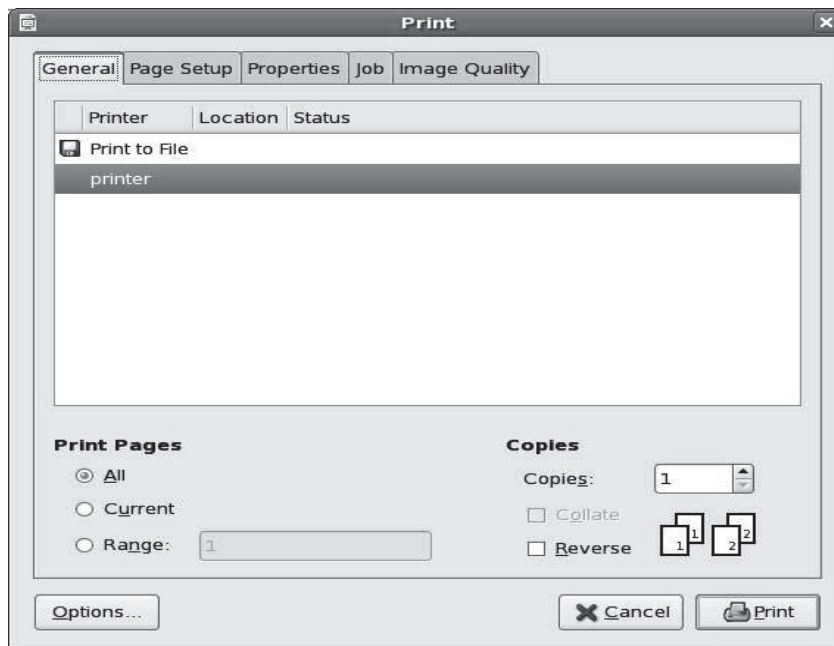 Print
General Page Setup Properties Job Image Quality
Printer Location Status
Print to File
printer
Print Pages
All
Current
Range: 1
Copies
Copies: 1
Collate
Reverse
1 1 2 2
Options... Cancel Print